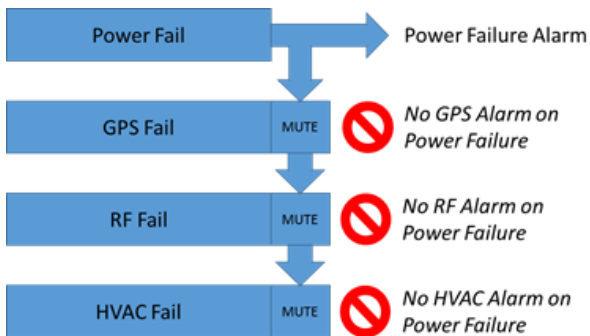 Power Fail
Power Failure Alarm
GPS Fail
MUTE
No GPS Alarm on
Power Failure
RF Fail
MUTE
No RF Alarm on
Power Failure
HVAC Fail
MUTE
No HVAC Alarm on
Power Failure